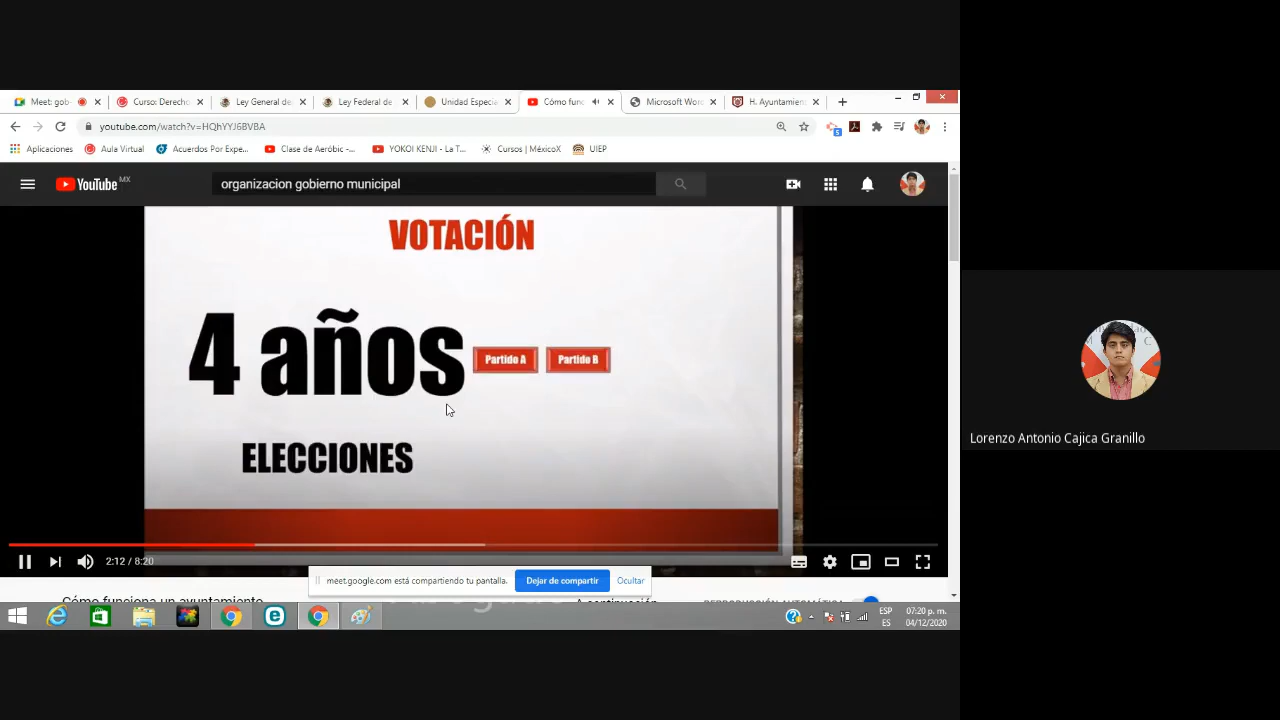 Meet: gob
Curso: Derecho
Ley General de
Ley Federal de
Unidad Especia
Cómo func
Microsoft Word
H. Ayuntamien
youtube.com/watch?v=HQhYYJ6BVBA
5
Aplicaciones
Aula Virtual
Acuerdos Por Expe...
Clase de Aeróbic -...
YOKOI KENJI - La T...
Cursos | MéxicoX
UIEP
YouTube MX
organizacion gobierno municipal
VOTACIÓN
4 años
Partido A
Partido B
ELECCIONES
2:12 / 8:20
meet.google.com está compartiendo tu pantalla.
Dejar de compartir
Ocultar
Cómo funciona un ayuntamiento
A continuación
REPRODUCCIÓN AUTOMÁTICA
ESP
ES
07:20 p. m.
04/12/2020
Lorenzo Antonio Cajica Granillo